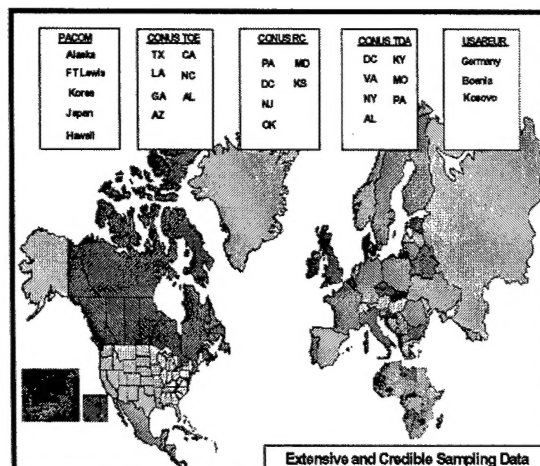 PACOM
Alaska
FT Lewis
Korea
Japan
Hawaii
CONUS TOE
TX CA
LA NC
GA AL
AZ
CONUS RC
PA MD
DC KS
NJ
OK
CONUS TDA
DC KY
VA MO
NY PA
AL
USAREUR
Germany
Bosnia
Kosovo
Extensive and Credible Sampling Data